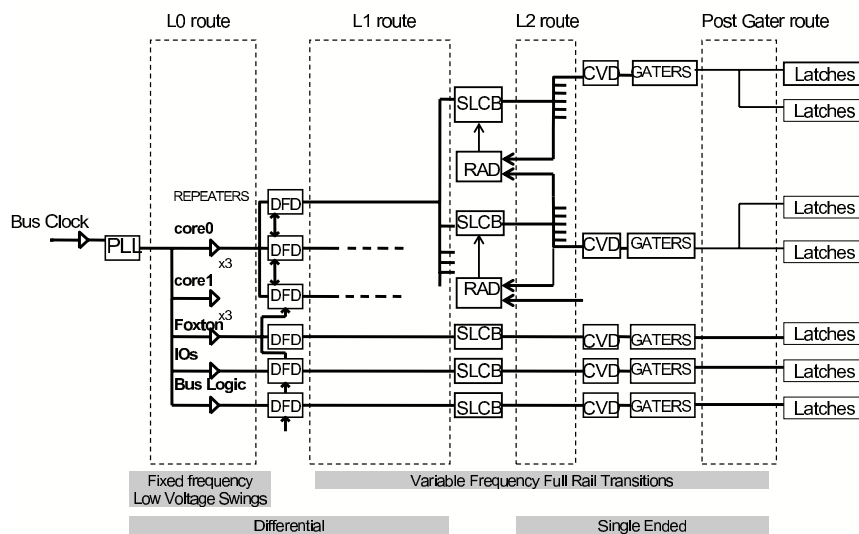 L0 route L1 route L2 route Post Gater route
CVD GATERS Latches
SLCB
Latches
RAD
REPEATERS DFD
Latches
Bus Clock core0 SLCB
PLL DFD CVD GATERS Latches
x3
core1 DFD RAD
Foxton x3
DFD SLCB CVD GATERS Latches
IOs
DFD SLCB CVD GATERS Latches
Bus Logic
DFD SLCB CVD GATERS Latches
Fixed frequency
Low Voltage Swings
Variable Frequency Full Rail Transitions
Differential Single Ended